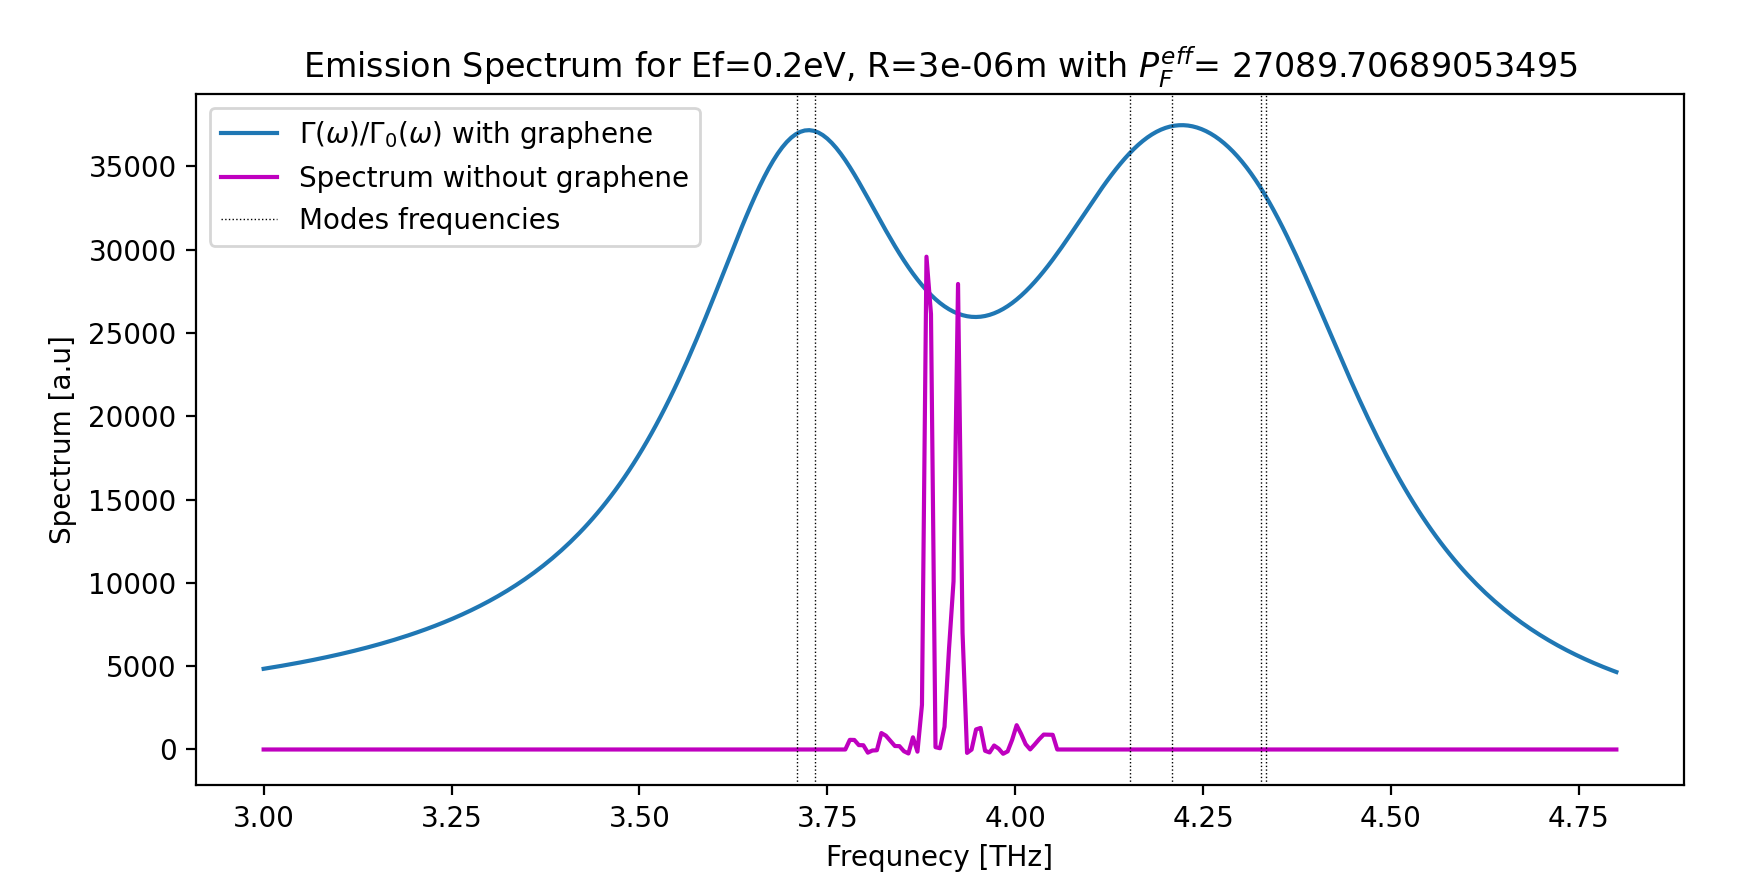 Emission Spectrum for Ef=0.2eV, R=3e-06m with P_F^{eff}= 27089.70689053495
Γ(ω)/Γ₀(ω) with graphene
Spectrum without graphene
Modes frequencies
Spectrum [a.u]
35000
30000
25000
20000
15000
10000
5000
0
3.00 3.25 3.50 3.75 4.00 4.25 4.50 4.75
Frequnecy [THz]